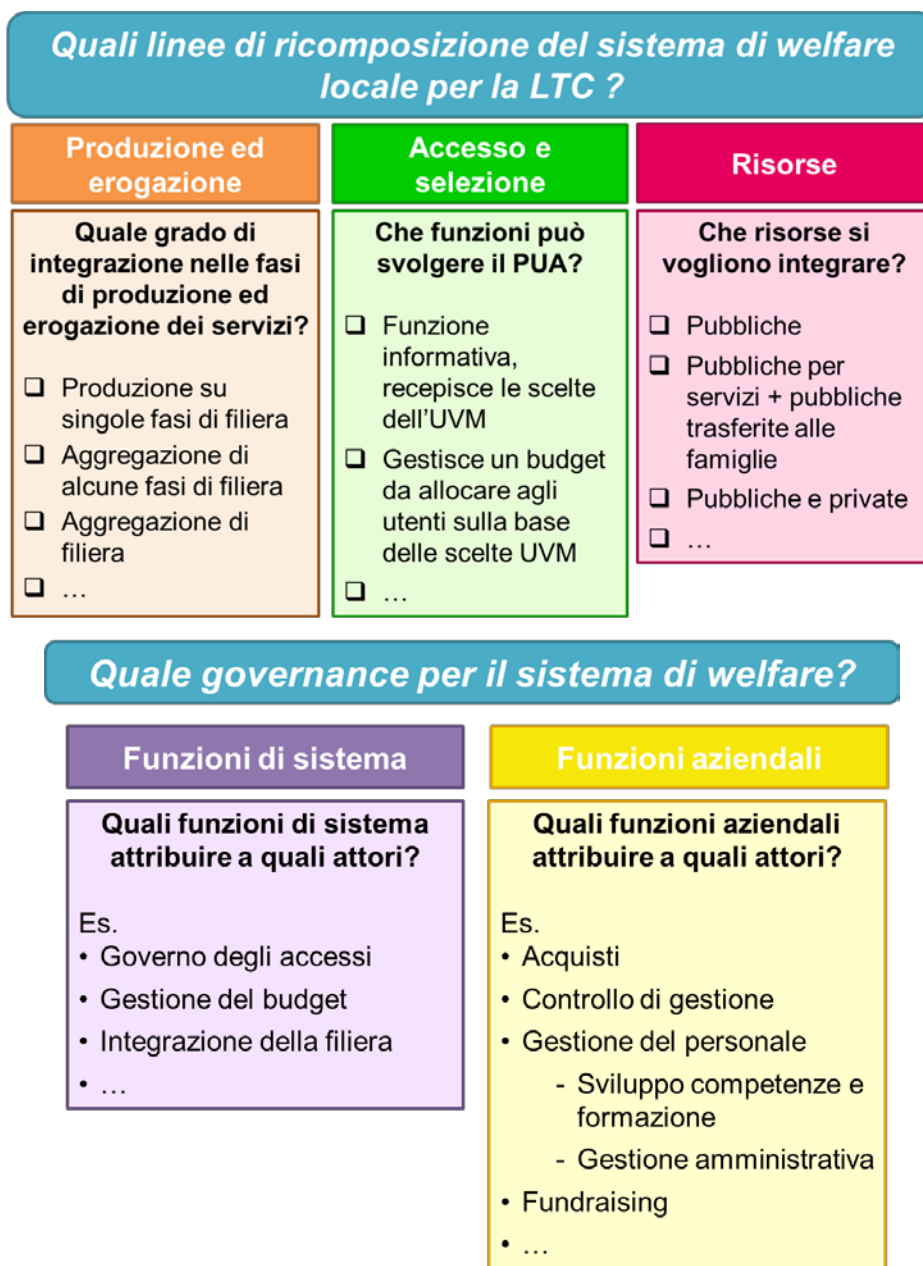 Quali linee di ricomposizione del sistema di welfare
locale per la LTC ?
Produzione ed
erogazione
Quale grado di
integrazione nelle fasi
di produzione ed
erogazione dei servizi?
❑ Produzione su
singole fasi di filiera
❑ Aggregazione di
alcune fasi di filiera
❑ Aggregazione di
filiera
❑ …
Accesso e
selezione
Che funzioni può
svolgere il PUA?
❑ Funzione
informativa,
recepisce le scelte
dell’UVM
❑ Gestisce un budget
da allocare agli
utenti sulla base
delle scelte UVM
❑ …
Risorse
Che risorse si
vogliono integrare?
❑ Pubbliche
❑ Pubbliche per
servizi + pubbliche
trasferite alle
famiglie
❑ Pubbliche e private
❑ …
Quale governance per il sistema di welfare?
Funzioni di sistema
Quali funzioni di sistema
attribuire a quali attori?
Es.
• Governo degli accessi
• Gestione del budget
• Integrazione della filiera
• …
Funzioni aziendali
Quali funzioni aziendali
attribuire a quali attori?
Es.
• Acquisti
• Controllo di gestione
• Gestione del personale
- Sviluppo competenze e
formazione
- Gestione amministrativa
• Fundraising
• …